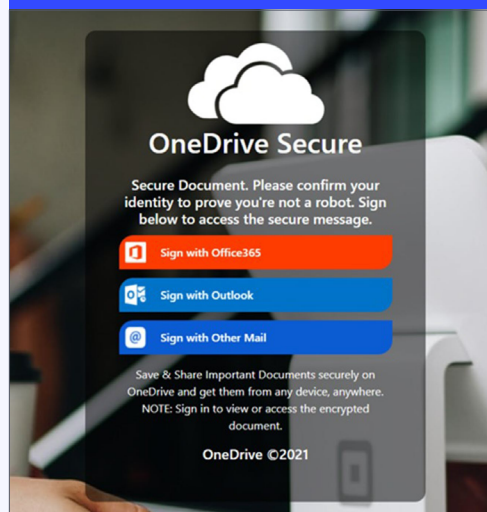 OneDrive Secure
Secure Document. Please confirm your
identity to prove you're not a robot. Sign
below to access the secure message.
Sign with Office365
Sign with Outlook
@ Sign with Other Mail
Save & Share Important Documents securely on
OneDrive and get them from any device, anywhere.
NOTE: Sign in to view or access the encrypted
document.
OneDrive ©2021